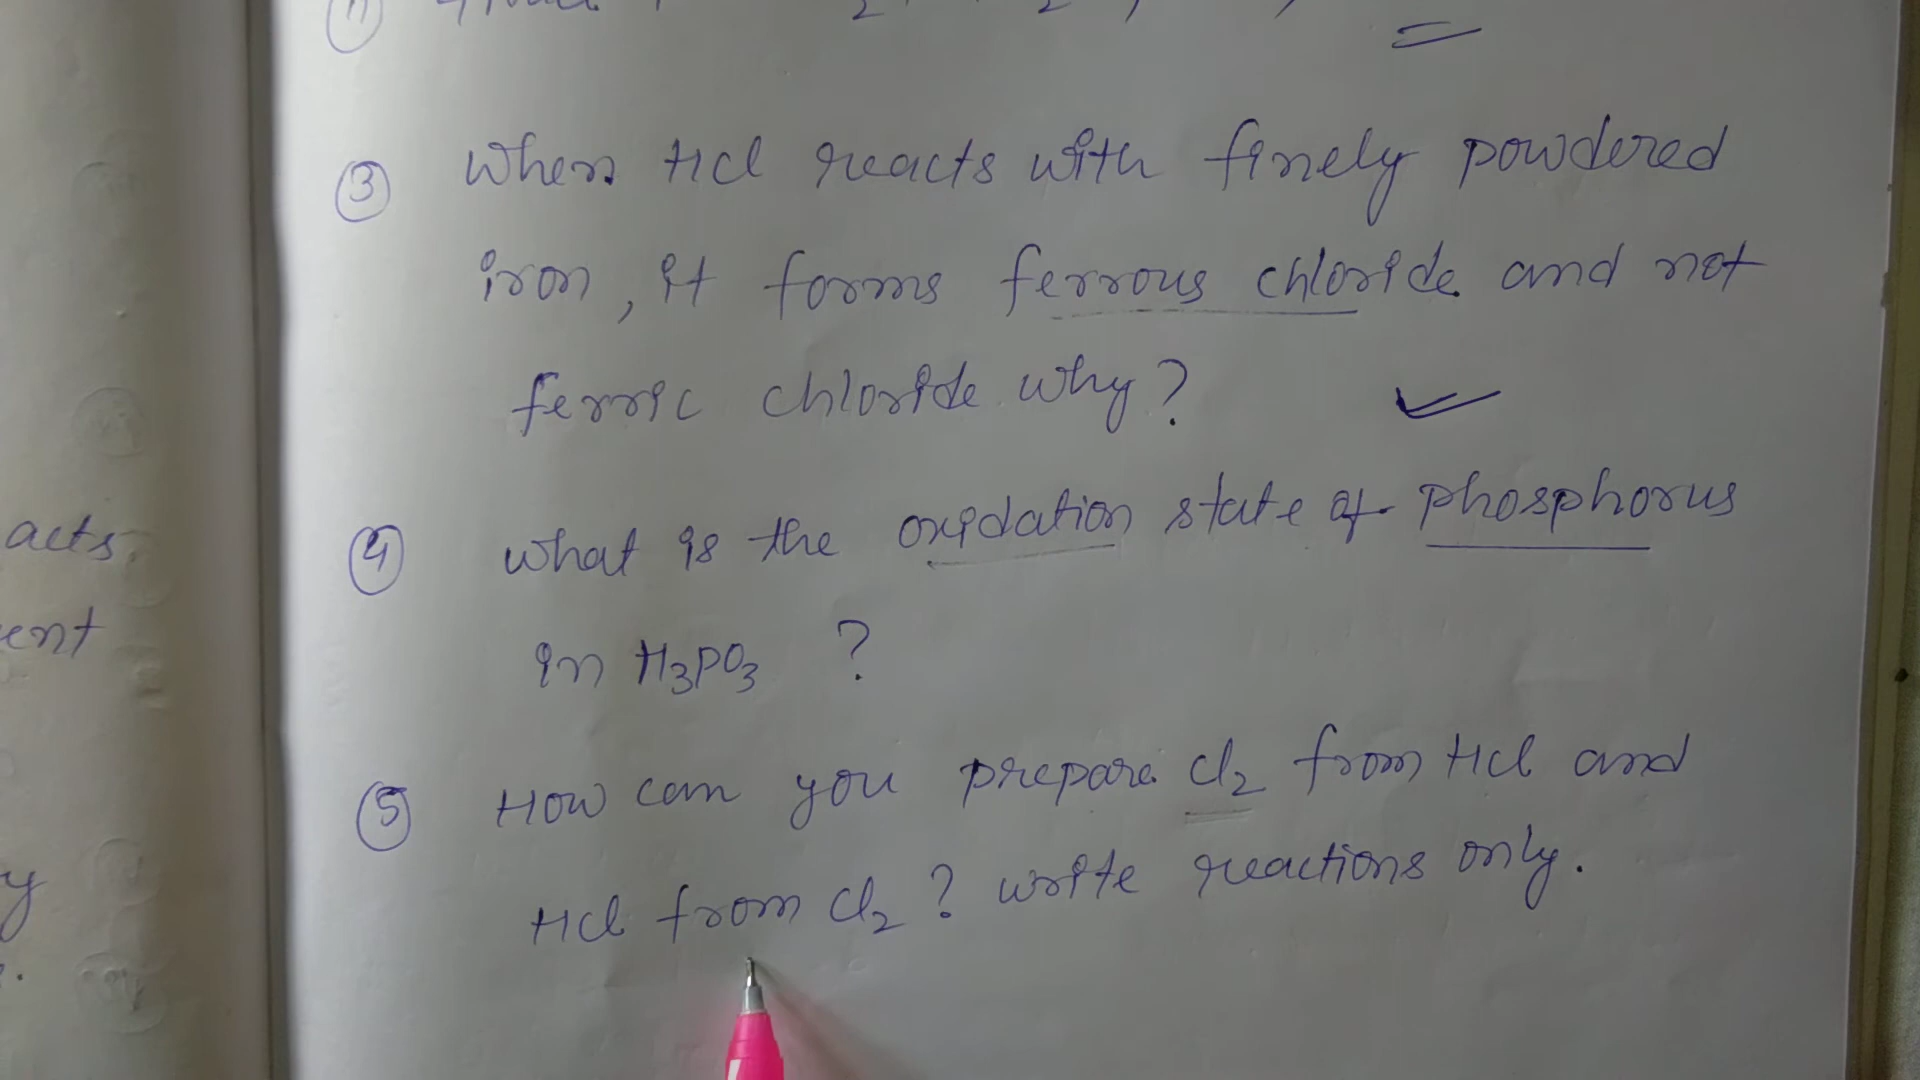 ③ When HCl reacts with finely powdered
iron, it forms ferrous chloride and not
ferric chloride why?
acts.
④ What is the oxidation state of phosphorus
ent
in H₃PO₃ ?
⑤ How can you prepare Cl₂ from HCl and
y
HCl from Cl₂ ? write reactions only.